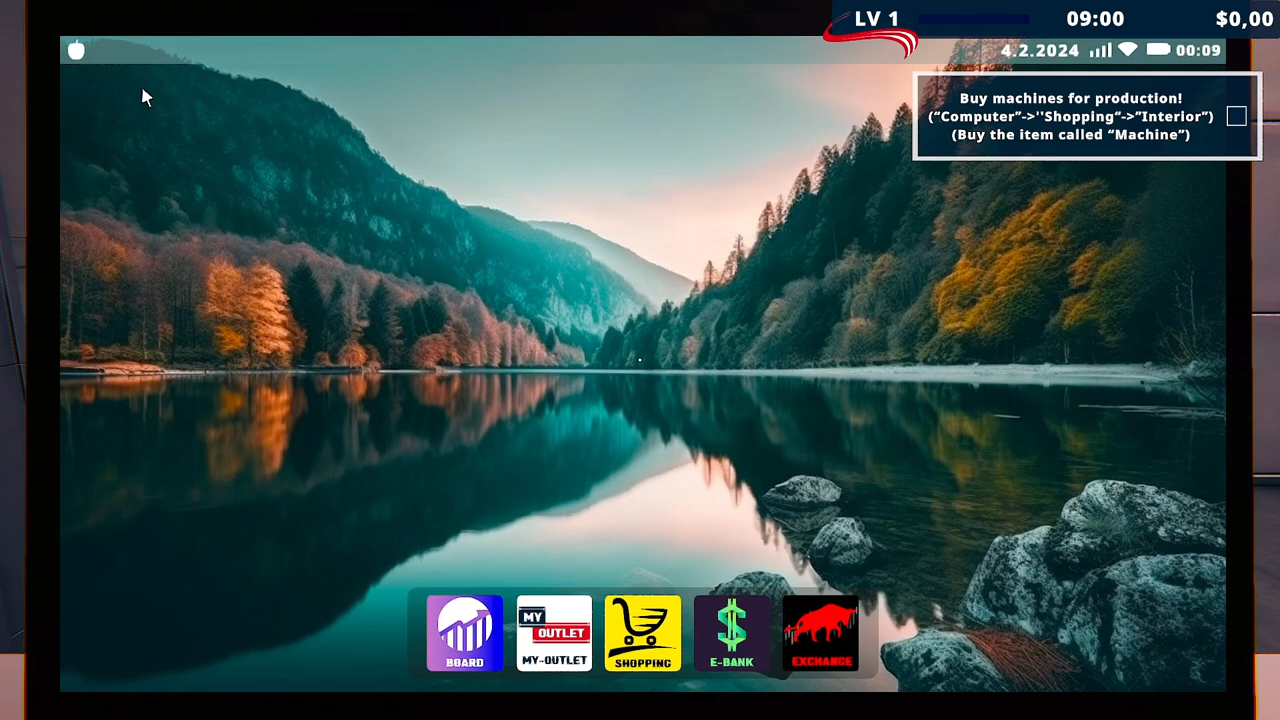 LV 1
09:00
$0,00
4.2.2024
00:09
Buy machines for production!
("Computer"->''Shopping"->"Interior")
(Buy the item called "Machine")
BOARD
MY
OUTLET
MY-OUTLET
SHOPPING
E-BANK
EXCHANGE